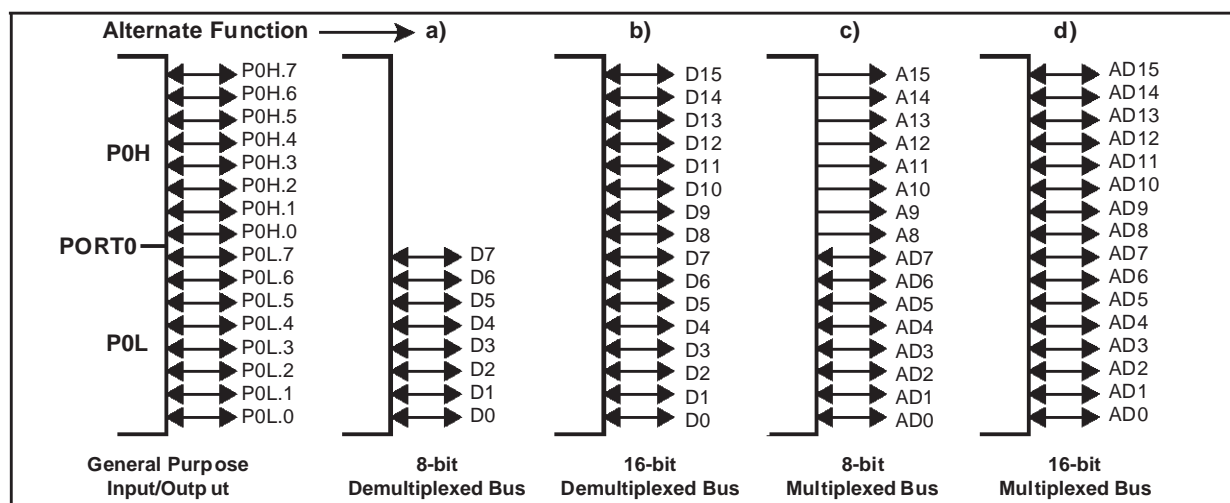 Alternate Function a) b) c) d)
P0H.7 D15 A15 AD15
P0H.6 D14 A14 AD14
P0H.5 D13 A13 AD13
P0H.4 D12 A12 AD12
P0H
P0H.3 D11 A11 AD11
P0H.2 D10 A10 AD10
P0H.1 D9 A9 AD9
P0H.0 D8 A8 AD8
PORT0
P0L.7 D7 D7 AD7 AD7
P0L.6 D6 D6 AD6 AD6
P0L.5 D5 D5 AD5 AD5
P0L.4 D4 D4 AD4 AD4
P0L
P0L.3 D3 D3 AD3 AD3
P0L.2 D2 D2 AD2 AD2
P0L.1 D1 D1 AD1 AD1
P0L.0 D0 D0 AD0 AD0
General Purpose 8-bit 16-bit 8-bit 16-bit
Input/Output Demultiplexed Bus Demultiplexed Bus Multiplexed Bus Multiplexed Bus